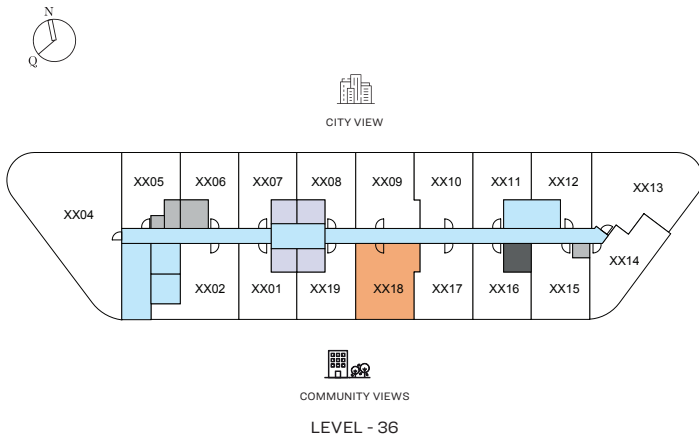 N
Q
CITY VIEW
XX05 XX06 XX07 XX08 XX09 XX10 XX11 XX12 XX13
XX04
XX14
XX02 XX01 XX19 XX18 XX17 XX16 XX15
COMMUNITY VIEWS
LEVEL - 36